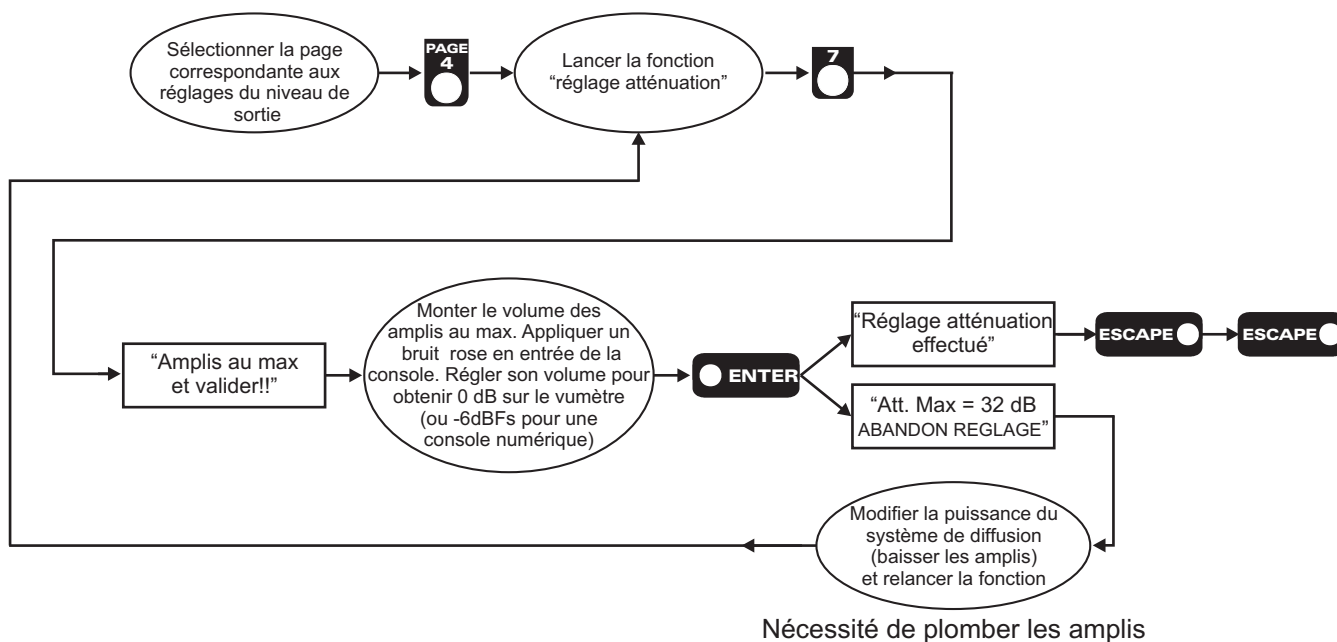 Sélectionner la page
correspondante aux
réglages du niveau de
sortie
PAGE
4
Lancer la fonction
“réglage atténuation”
7
“Amplis au max
et valider!!”
Monter le volume des
amplis au max. Appliquer un
bruit rose en entrée de la
console. Régler son volume pour
obtenir 0 dB sur le vumètre
(ou -6dBFs pour une
console numérique)
ENTER
“Réglage atténuation
effectué”
ESCAPE
ESCAPE
“Att. Max = 32 dB
ABANDON REGLAGE”
Modifier la puissance du
système de diffusion
(baisser les amplis)
et relancer la fonction
Nécessité de plomber les amplis